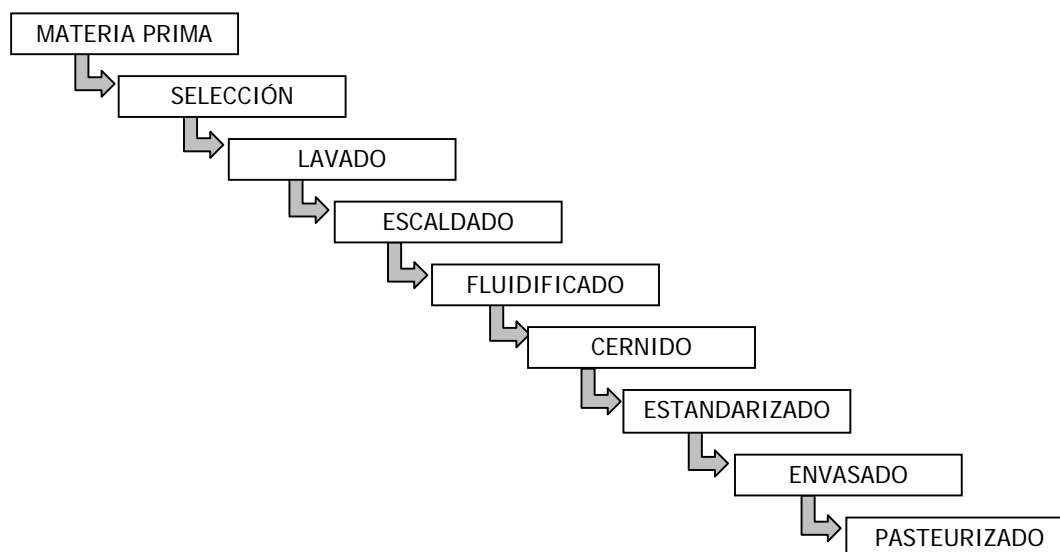 MATERIA PRIMA
SELECCIÓN
LAVADO
ESCALDADO
FLUIDIFICADO
CERNIDO
ESTANDARIZADO
ENVASADO
PASTEURIZADO